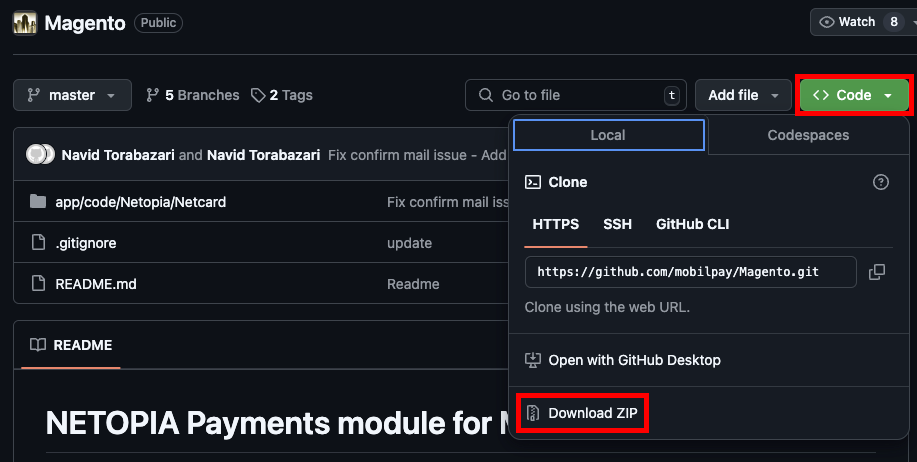 Magento Public Watch 8
master 5 Branches 2 Tags Go to file t Add file Code
Local Codespaces
Navid Torabazari and Navid Torabazari Fix confirm mail issue - Add
Clone
app/code/Netopia/Netcard Fix confirm mail iss
HTTPS SSH GitHub CLI
.gitignore update
https://github.com/mobilpay/Magento.git
README.md Readme
Clone using the web URL.
README
Open with GitHub Desktop
Download ZIP
NETOPIA Payments module for M